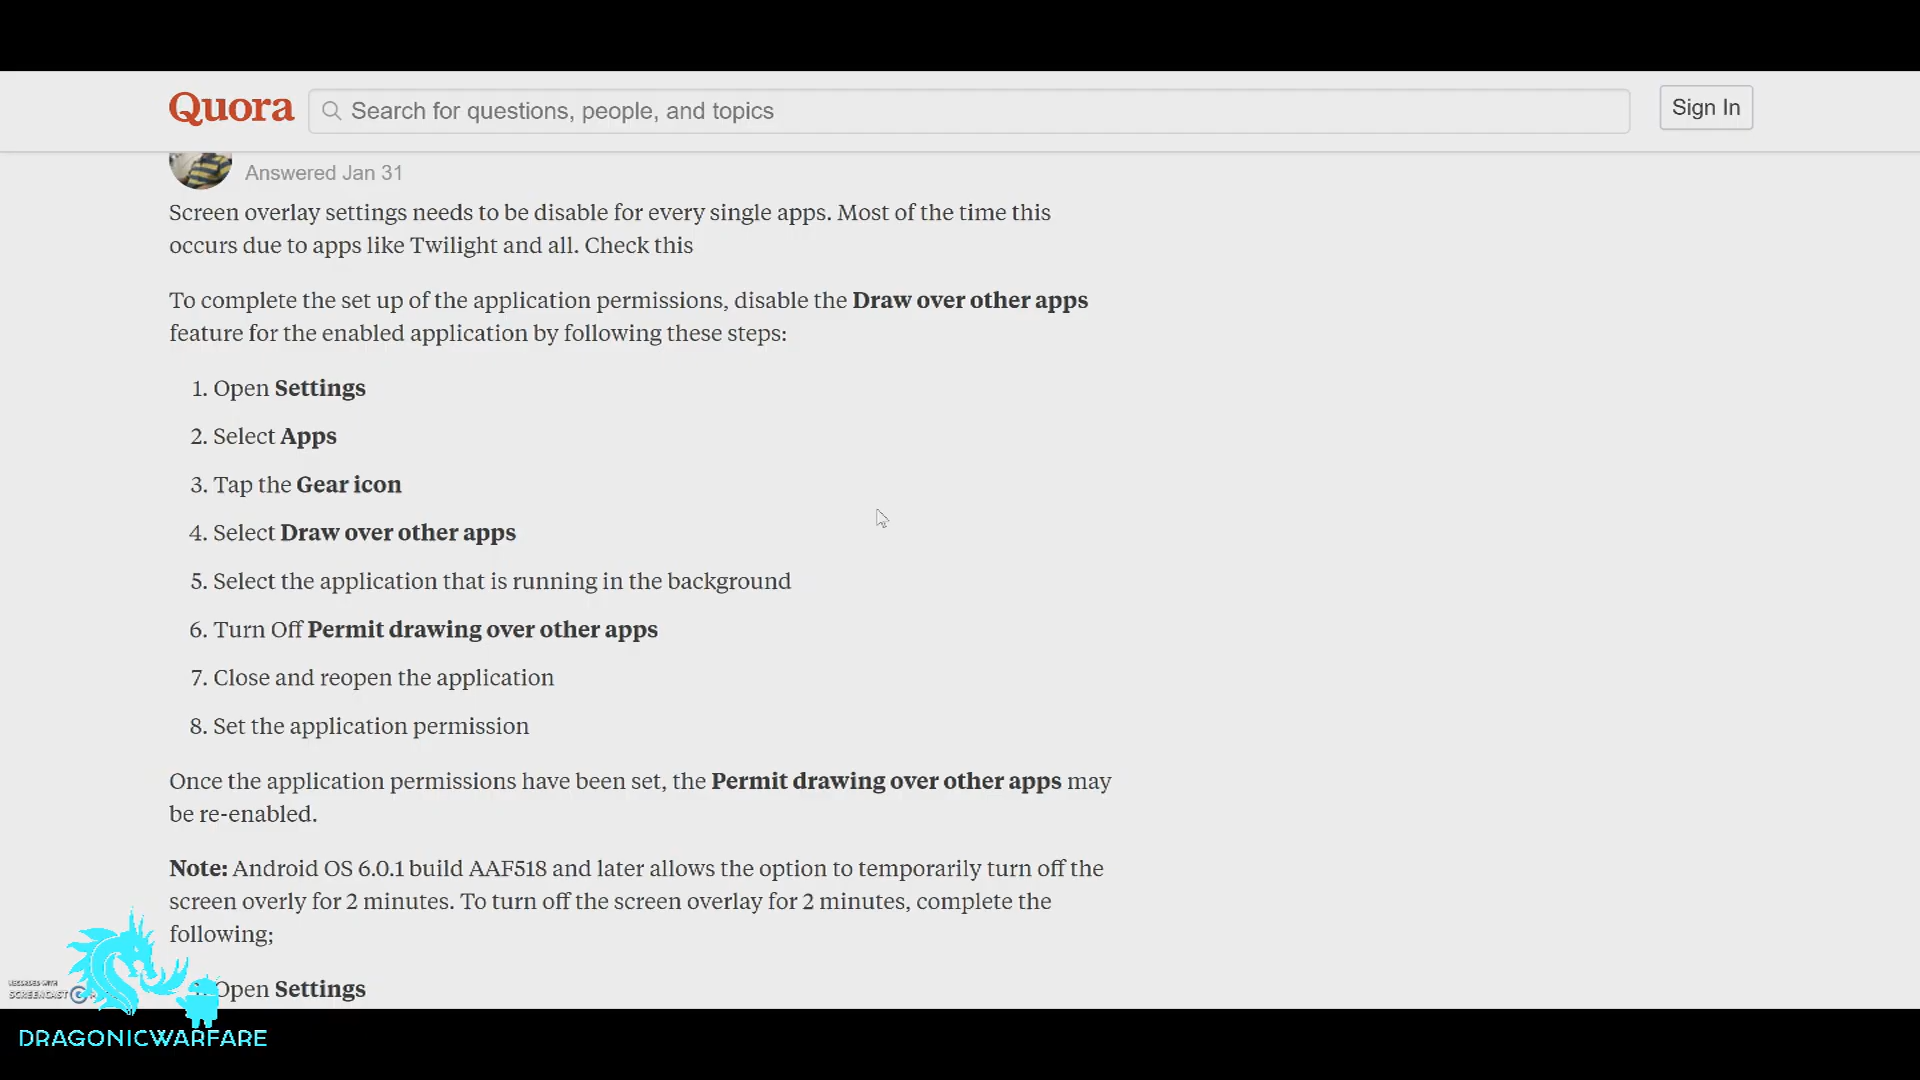 Quora
Search for questions, people, and topics
Sign In
Answered Jan 31
Screen overlay settings needs to be disable for every single apps. Most of the time this
occurs due to apps like Twilight and all. Check this
To complete the set up of the application permissions, disable the Draw over other apps
feature for the enabled application by following these steps:
1. Open Settings
2. Select Apps
3. Tap the Gear icon
4. Select Draw over other apps
5. Select the application that is running in the background
6. Turn Off Permit drawing over other apps
7. Close and reopen the application
8. Set the application permission
Once the application permissions have been set, the Permit drawing over other apps may
be re-enabled.
Note: Android OS 6.0.1 build AAF518 and later allows the option to temporarily turn off the
screen overly for 2 minutes. To turn off the screen overlay for 2 minutes, complete the
following;
Open Settings
RECORDED WITH
SCREENCAST
DRAGONICWARFARE